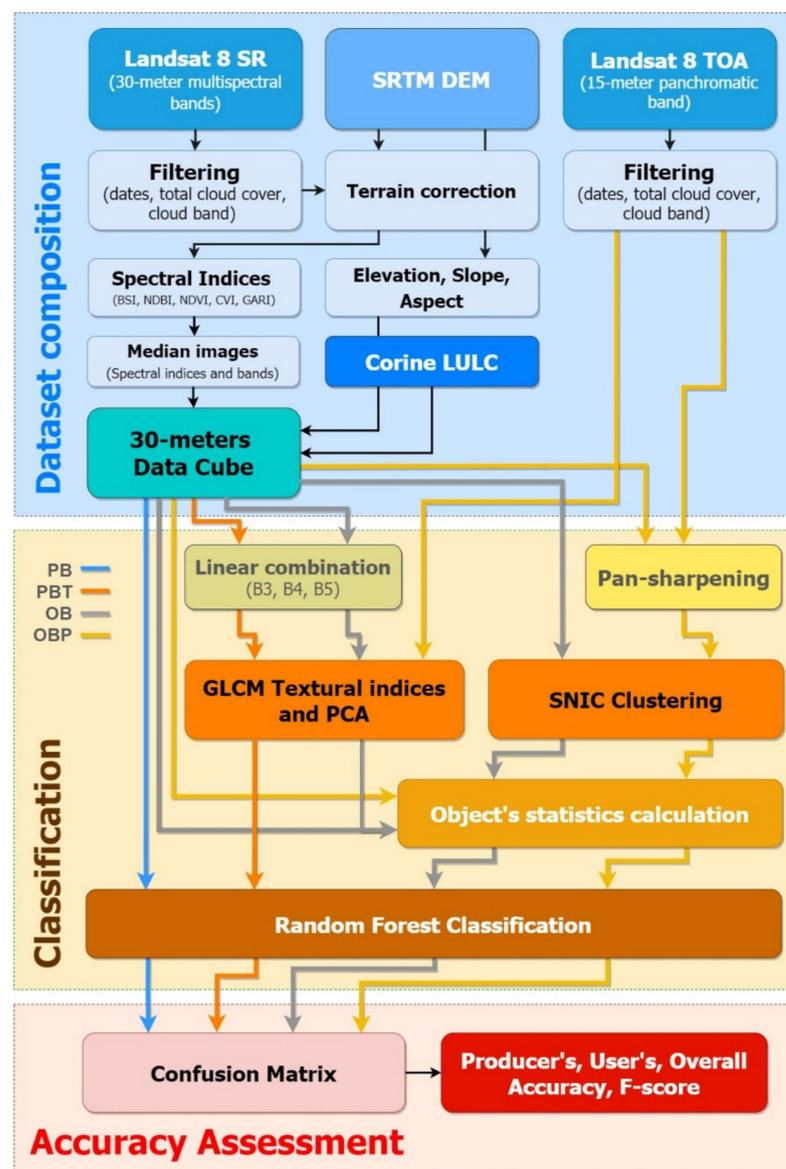 Landsat 8 SR
(30-meter multispectral
bands)
SRTM DEM
Landsat 8 TOA
(15-meter panchromatic
band)
Filtering
(dates, total cloud cover,
cloud band)
Terrain correction
Filtering
(dates, total cloud cover,
cloud band)
Spectral Indices
(BSI, NDBI, NDVI, CVI, GARI)
Elevation, Slope,
Aspect
Median images
(Spectral indices and bands)
Corine LULC
30-meters
Data Cube
Dataset composition
PB
PBT
OB
OBP
Linear combination
(B3, B4, B5)
Pan-sharpening
GLCM Textural indices
and PCA
SNIC Clustering
Object's statistics calculation
Random Forest Classification
Classification
Confusion Matrix
Producer's, User's, Overall
Accuracy, F-score
Accuracy Assessment